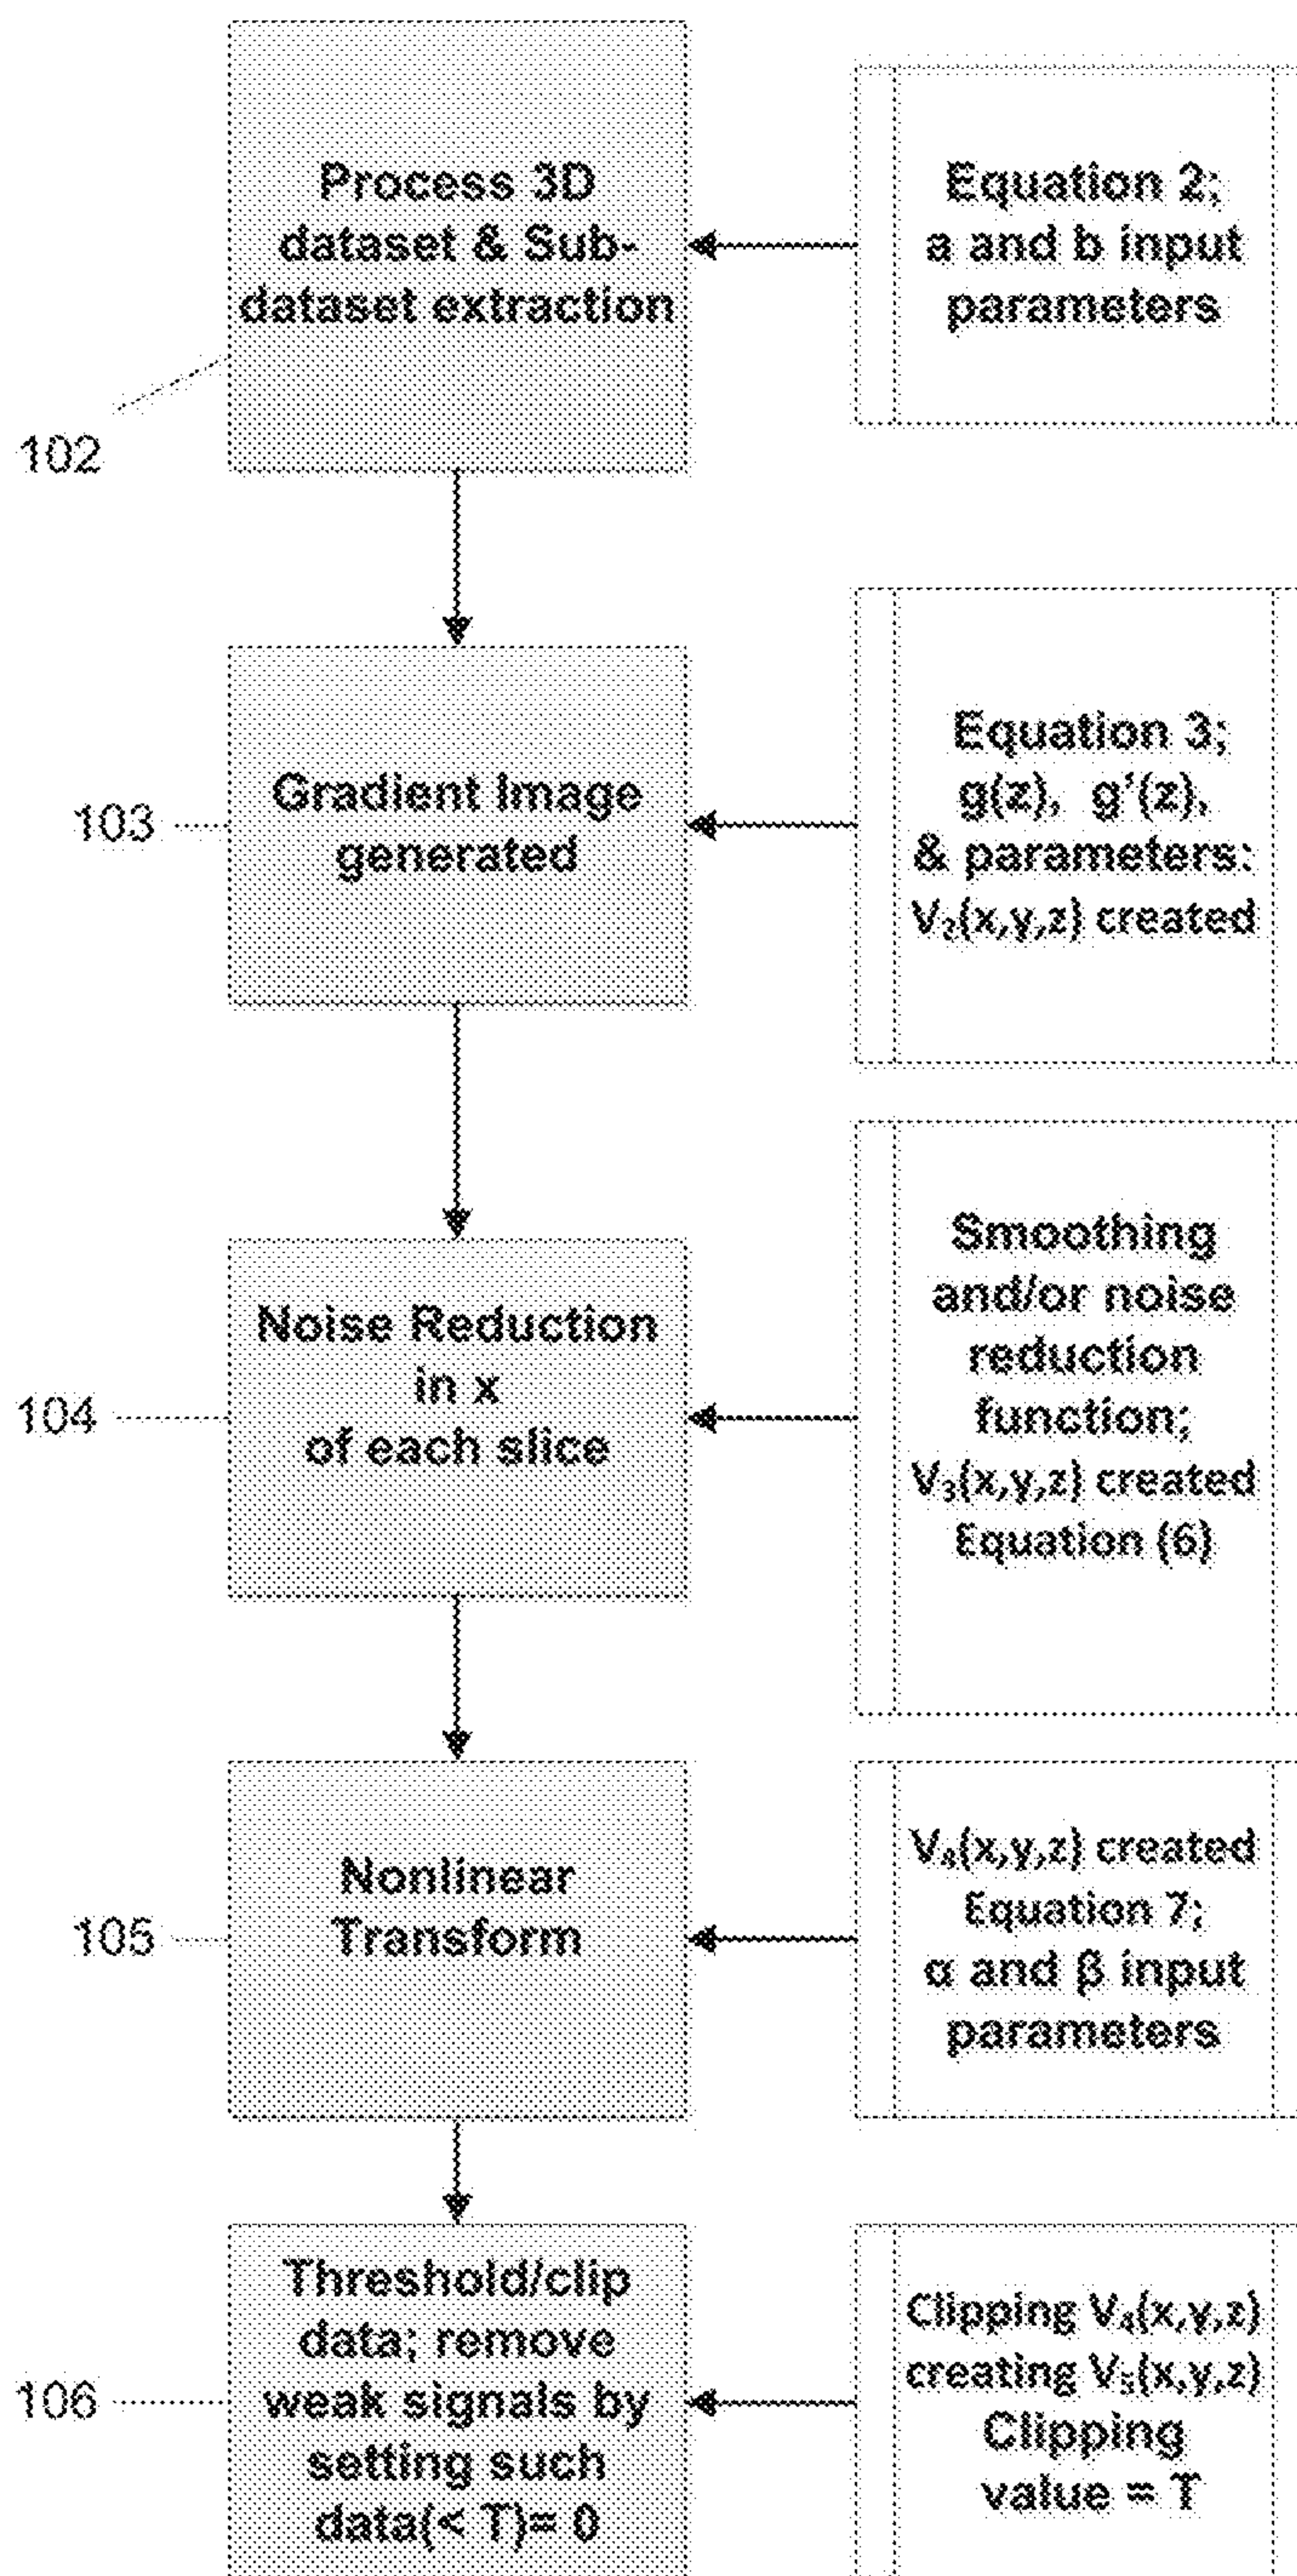 Process 3D
dataset & Sub-
dataset extraction
102
Equation 2;
a and b input
parameters
Gradient Image
generated
103
Equation 3;
g(z), g'(z),
& parameters:
V₂(x,y,z) created
Noise Reduction
in x
of each slice
104
Smoothing
and/or noise
reduction
function;
V₃(x,y,z) created
Equation (6)
Nonlinear
Transform
105
V₄(x,y,z) created
Equation 7;
α and β input
parameters
Threshold/clip
data; remove
weak signals by
setting such
data(< T)= 0
106
Clipping V₄(x,y,z)
creating V₅(x,y,z)
Clipping
value = T